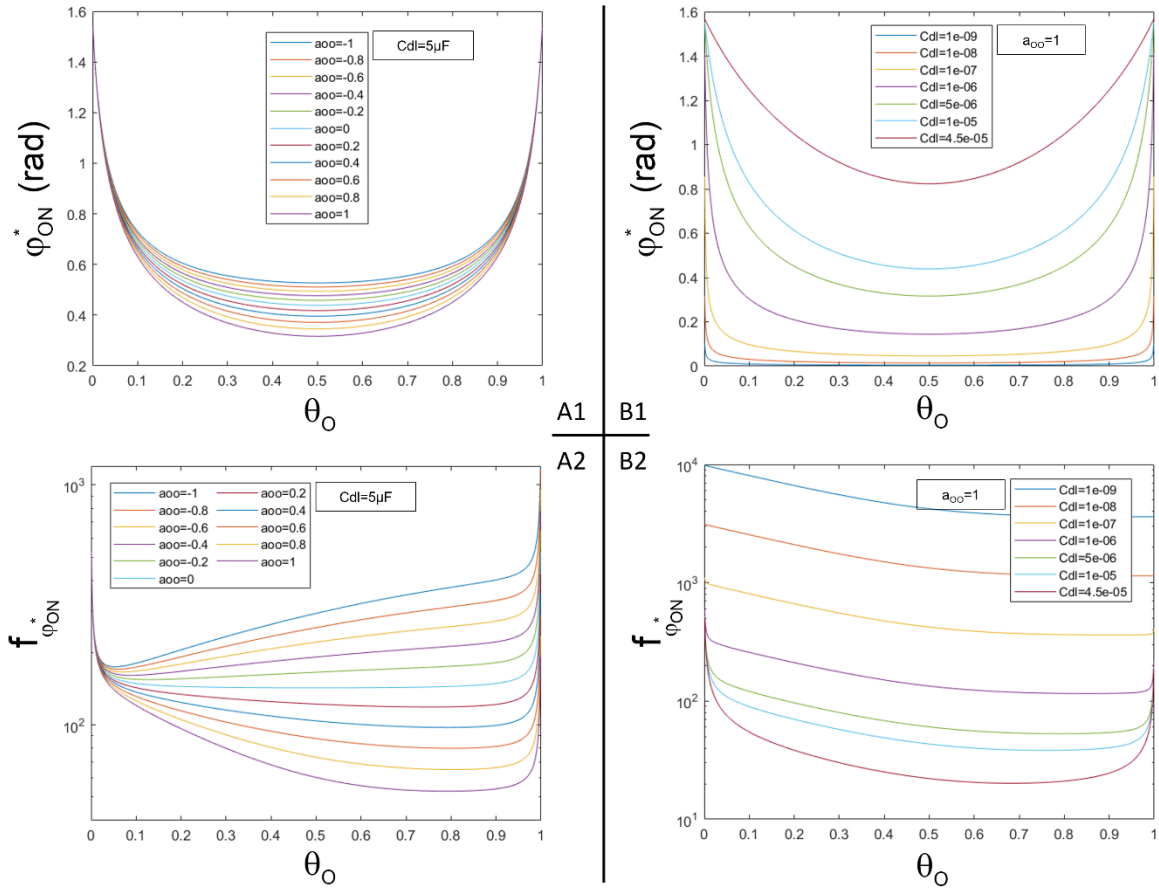 1.6
1.4
1.2
1
0.8
0.6
0.4
0.2
φ*ON (rad)
aoo=-1
aoo=-0.8
aoo=-0.6
aoo=-0.4
aoo=-0.2
aoo=0
aoo=0.2
aoo=0.4
aoo=0.6
aoo=0.8
aoo=1
Cdl=5µF
0 0.1 0.2 0.3 0.4 0.5 0.6 0.7 0.8 0.9 1
θO
A1
1.6
1.4
1.2
1
0.8
0.6
0.4
0.2
0
φ*ON (rad)
Cdl=1e-09
Cdl=1e-08
Cdl=1e-07
Cdl=1e-06
Cdl=5e-06
Cdl=1e-05
Cdl=4.5e-05
aOO=1
0 0.1 0.2 0.3 0.4 0.5 0.6 0.7 0.8 0.9 1
θO
B1
A2
10³
10²
fφ*ON
aoo=-1 aoo=0.2
aoo=-0.8 aoo=0.4
aoo=-0.6 aoo=0.6
aoo=-0.4 aoo=0.8
aoo=-0.2 aoo=1
aoo=0
Cdl=5µF
0 0.1 0.2 0.3 0.4 0.5 0.6 0.7 0.8 0.9 1
θO
B2
10⁴
10³
10²
10¹
fφ*ON
aOO=1
Cdl=1e-09
Cdl=1e-08
Cdl=1e-07
Cdl=1e-06
Cdl=5e-06
Cdl=1e-05
Cdl=4.5e-05
0 0.1 0.2 0.3 0.4 0.5 0.6 0.7 0.8 0.9 1
θO